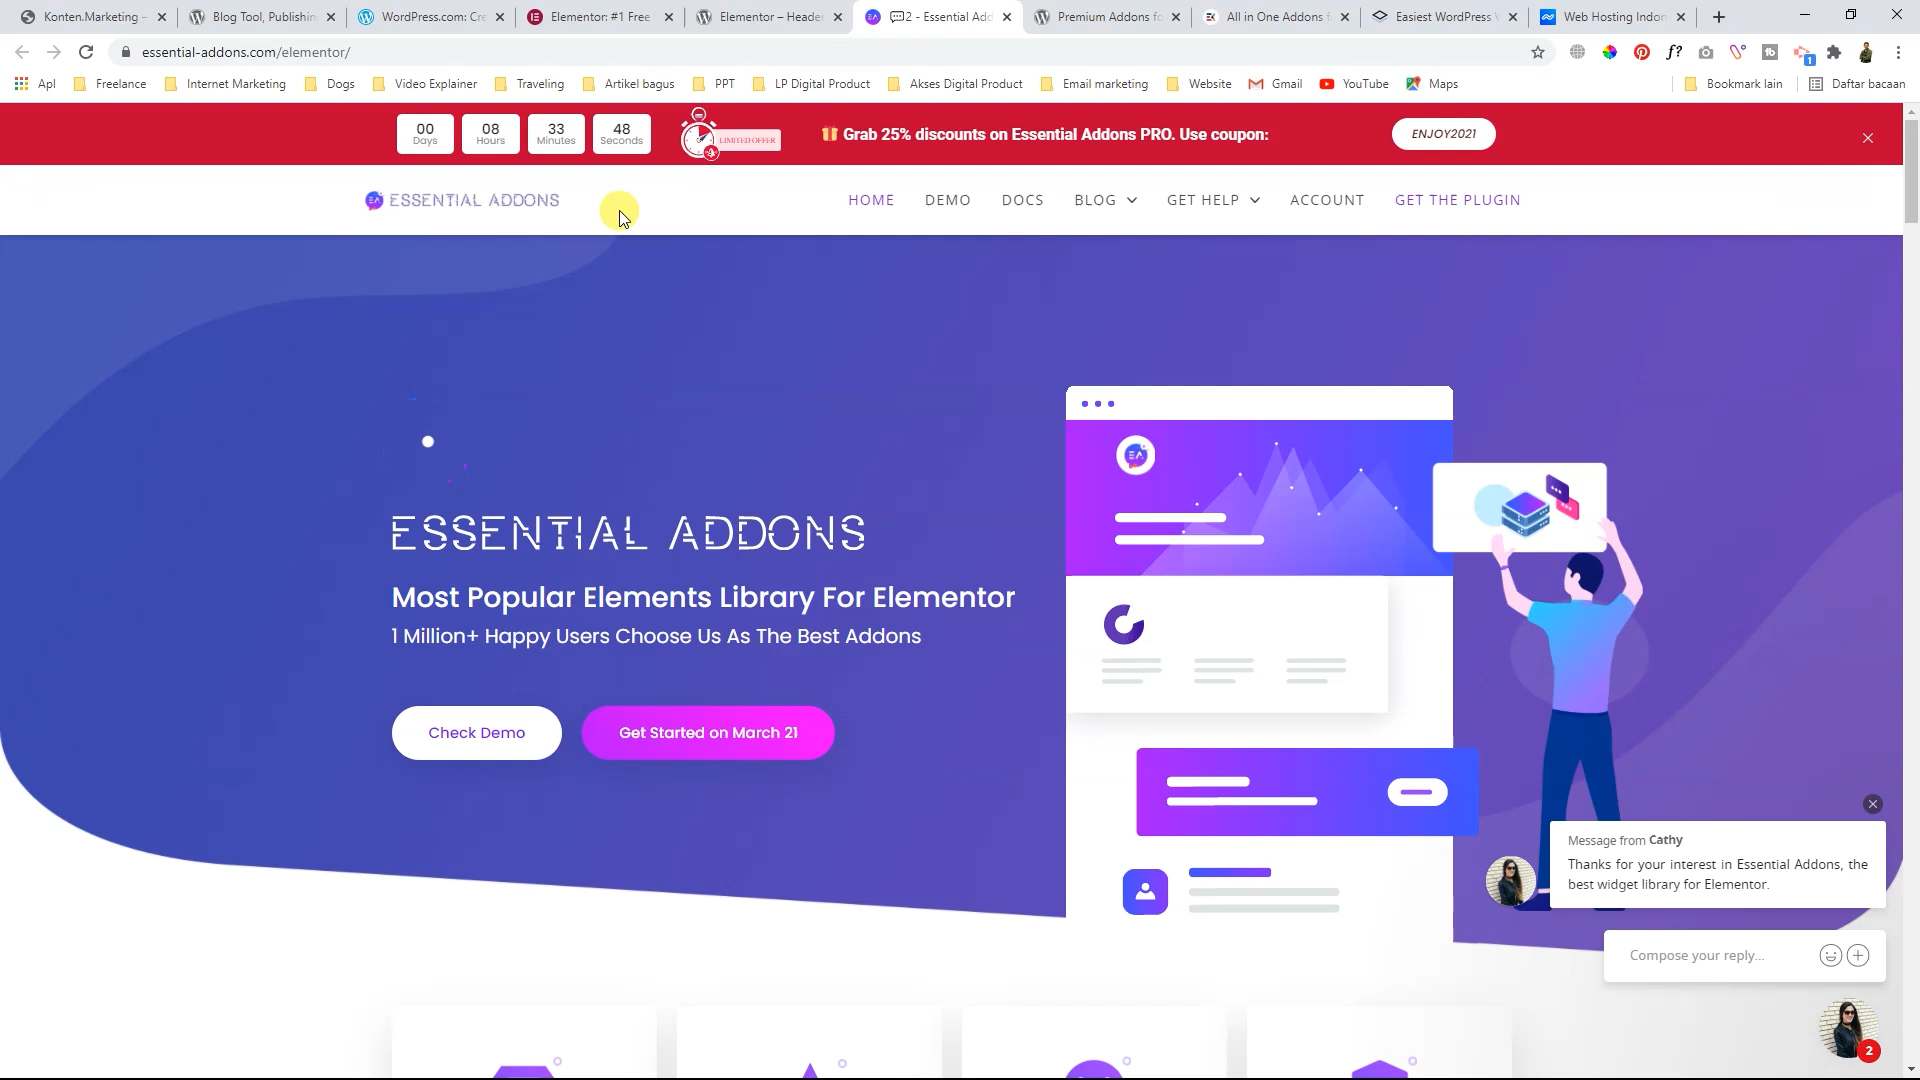 Konten.Marketing –
Blog Tool, Publishin
WordPress.com: Cre
Elementor: #1 Free
Elementor – Heade
2 - Essential Add
Premium Addons fo
All in One Addons f
Easiest WordPress V
Web Hosting Indon
essential-addons.com/elementor/
f?
1
Apl
Freelance
Internet Marketing
Dogs
Video Explainer
Traveling
Artikel bagus
PPT
LP Digital Product
Akses Digital Product
Email marketing
Website
Gmail
YouTube
Maps
Bookmark lain
Daftar bacaan
00 Days
08 Hours
33 Minutes
48 Seconds
LIMITED OFFER
Grab 25% discounts on Essential Addons PRO. Use coupon:
ENJOY2021
EA ESSENTIAL ADDONS
HOME
DEMO
DOCS
BLOG
GET HELP
ACCOUNT
GET THE PLUGIN
EA
ESSENTIAL ADDONS
Most Popular Elements Library For Elementor
1 Million+ Happy Users Choose Us As The Best Addons
Check Demo
Get Started on March 21
Message from Cathy
Thanks for your interest in Essential Addons, the
best widget library for Elementor.
Compose your reply...
2